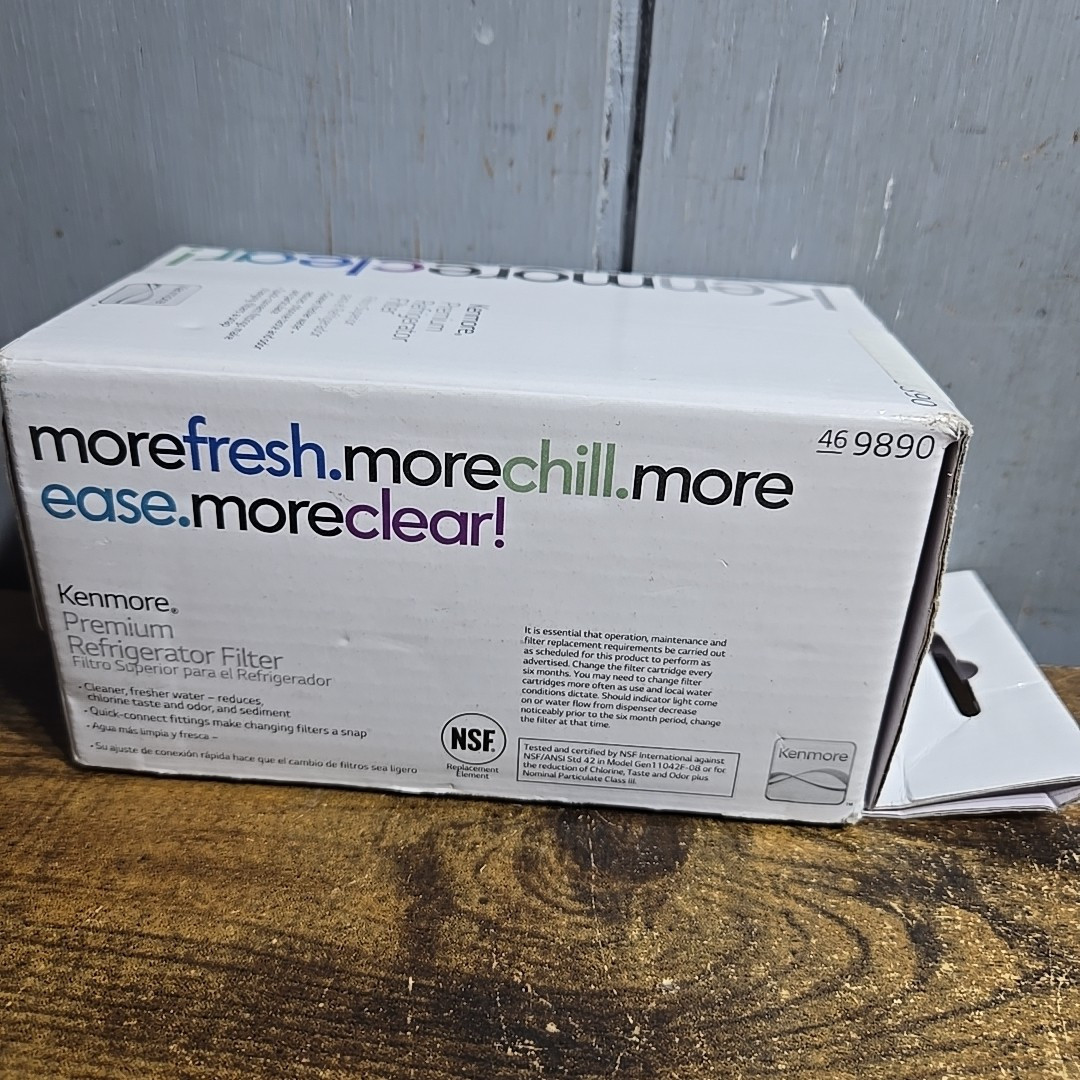 Kenmoreclear!
Kenmore®
Premium
Refrigerator
Filter
Kenmore
990
morefresh.morechill.more
ease.moreclear!
46 9890
Kenmore®
Premium
Refrigerator Filter
Filtro Superior para el Refrigerador
• Cleaner, fresher water – reduces,
chlorine taste and odor, and sediment
• Quick-connect fittings make changing filters a snap
• Agua más limpia y fresca –
• Su ajuste de conexión rápida hace que el cambio de filtros sea ligero
NSF.
Replacement
Element
It is essential that operation, maintenance and
filter replacement requirements be carried out
as scheduled for this product to perform as
advertised. Change the filter cartridge every
six months. You may need to change filter
cartridges more often as use and local water
conditions dictate. Should indicator light come
on or water flow from dispenser decrease
noticeably prior to the six month period, change
the filter at that time.
Tested and certified by NSF International against
NSF/ANSI Std 42 in Model Gen11042F-08 or for
the reduction of Chlorine, Taste and Odor plus
Nominal Particulate Class III.
Kenmore